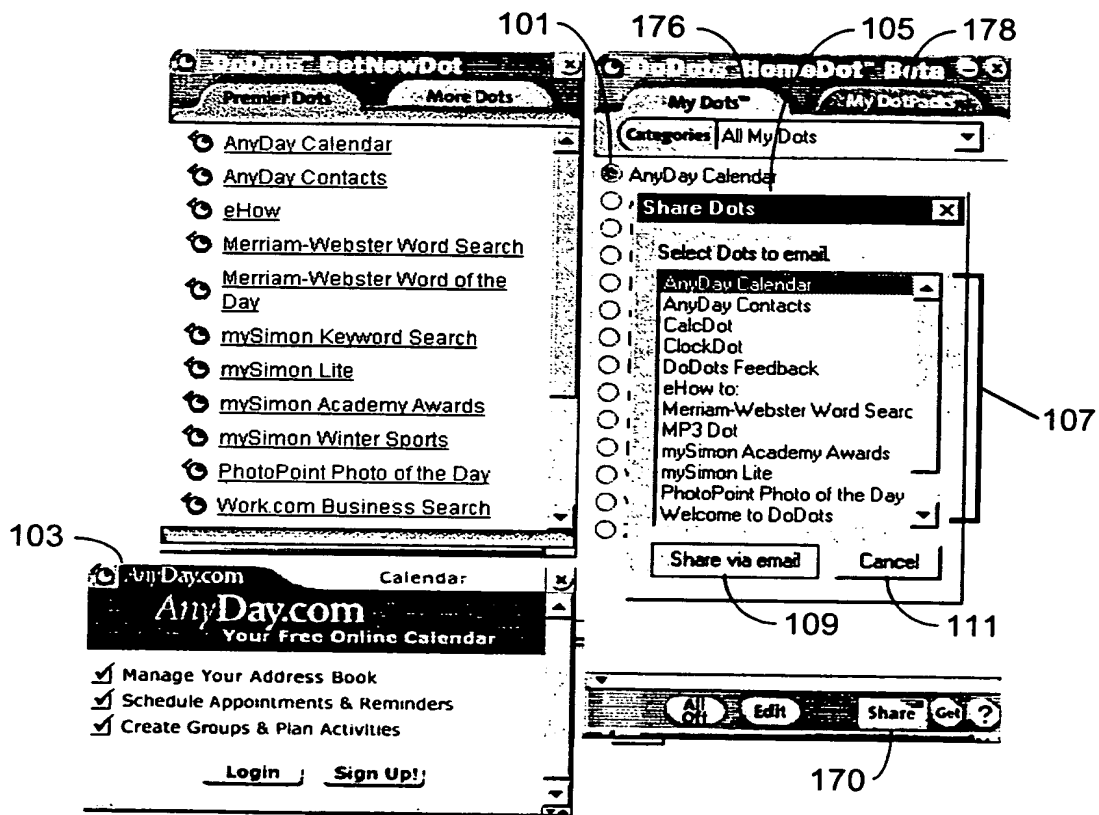 101
176
105
178
DoDots™ GetNewDot
Premier Dots
More Dots
AnyDay Calendar
AnyDay Contacts
eHow
Merriam-Webster Word Search
Merriam-Webster Word of the
Day
mySimon Keyword Search
mySimon Lite
mySimon Academy Awards
mySimon Winter Sports
PhotoPoint Photo of the Day
Work.com Business Search
DoDots™ HomeDot™ Beta
My Dots™
My DotPacks
Categories
All My Dots
AnyDay Calendar
Share Dots
Select Dots to email.
AnyDay Calendar
AnyDay Contacts
CalcDot
ClockDot
DoDots Feedback
eHow to:
Merriam-Webster Word Searc
MP3 Dot
mySimon Academy Awards
mySimon Lite
PhotoPoint Photo of the Day
Welcome to DoDots
107
Share via email
Cancel
109
111
103
AnyDay.com
Calendar
AnyDay.com
Your Free Online Calendar
Manage Your Address Book
Schedule Appointments & Reminders
Create Groups & Plan Activities
Login
Sign Up!
All Off
Edit
Share
Get
?
170